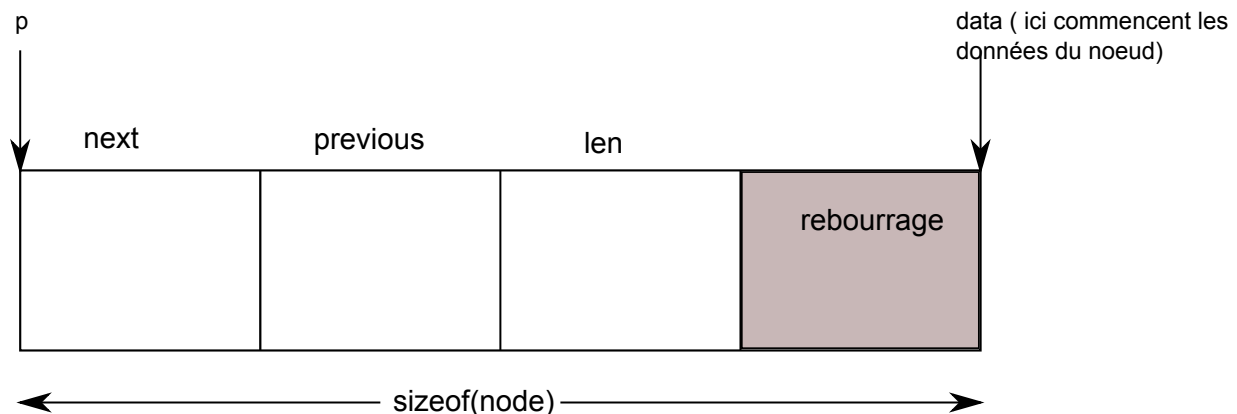 p
data ( ici commencent les
données du noeud)
next
previous
len
rebourrage
sizeof(node)